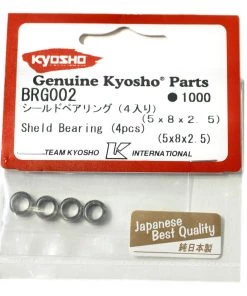 KYOSHO
Genuine Kyosho® Parts
BRG002 ●1000
シールドベアリング（4入り）
（5×8×2.5）
Sheld Bearing (4pcs)
(5x8x2.5)
TEAM KYOSHO K INTERNATIONAL
Japanese
Best Quality
純日本製